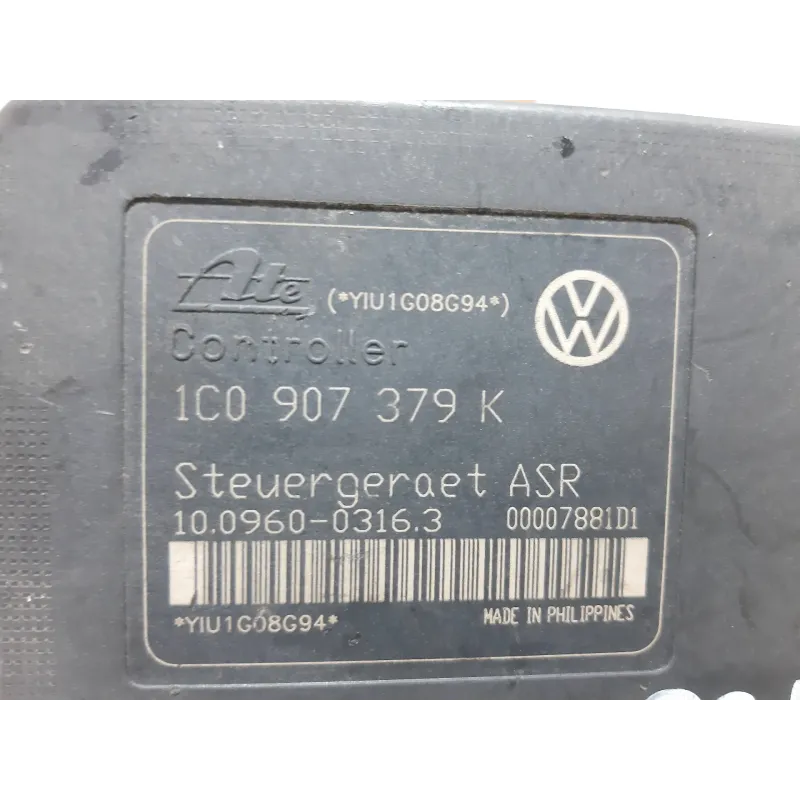 Ate (*YIU1G08G94*)
Controller
1C0 907 379 K
Steuergeraet ASR
10.0960-0316.3 00007881D1
*YIU1G08G94*
MADE IN PHILIPPINES